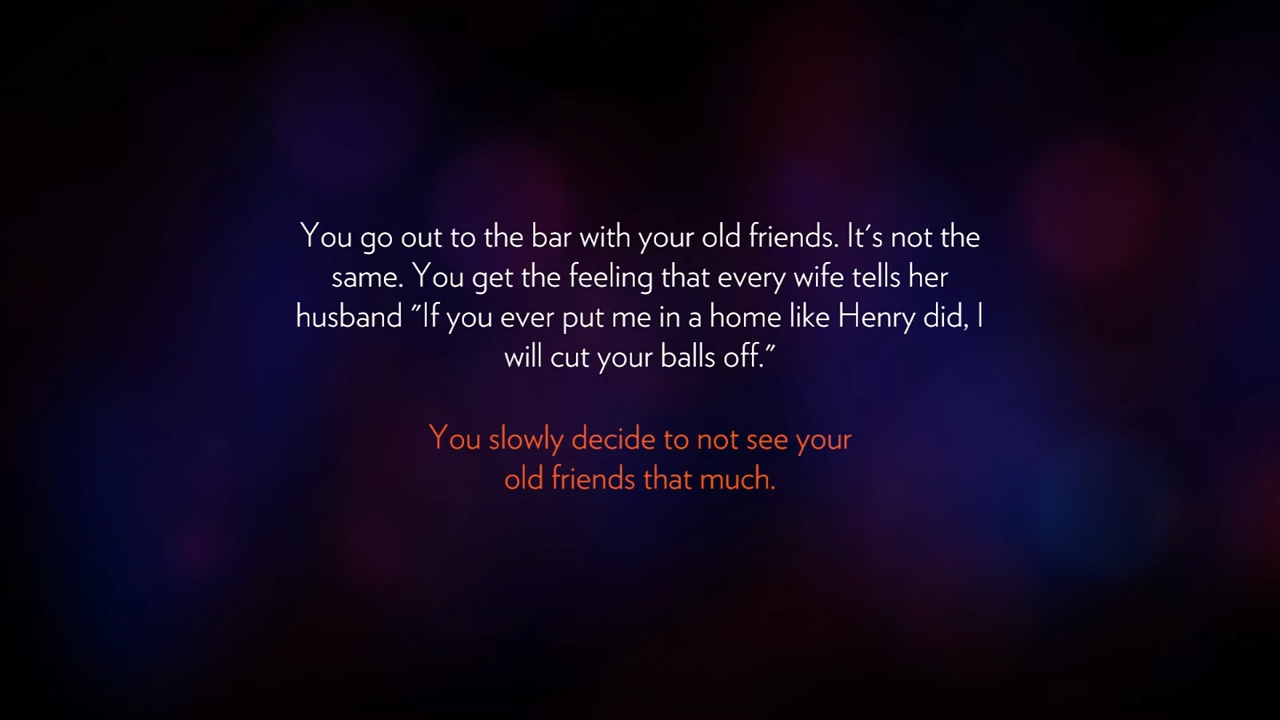 You go out to the bar with your old friends. It's not the
same. You get the feeling that every wife tells her
husband "If you ever put me in a home like Henry did, I
will cut your balls off."
You slowly decide to not see your
old friends that much.